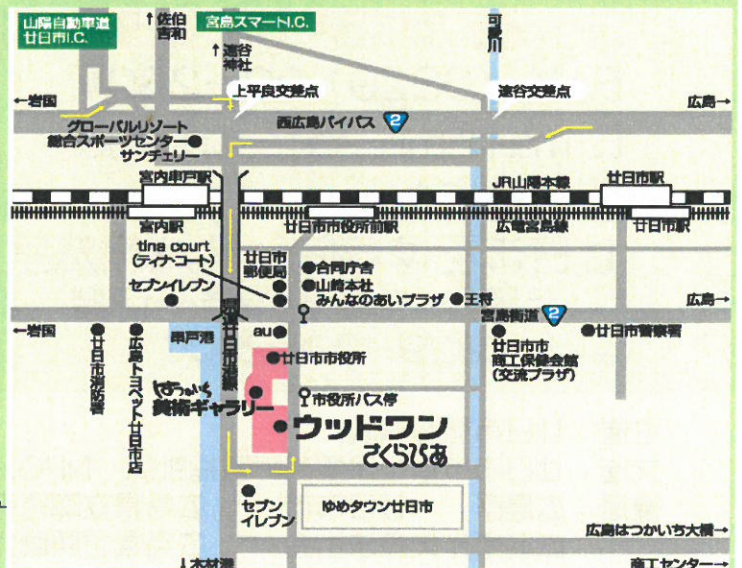 山陽自動車道
廿日市I.C.
↑佐伯
吉和
宮島スマートI.C.
↑速谷
神社
可愛川
上平良交差点
速谷交差点
←岩国
広島→
西広島バイパス 2
グローバルリゾート
総合スポーツセンター
サンチェリー
宮内串戸駅
JR山陽本線
廿日市駅
宮内駅
廿日市市役所前駅
広電宮島線
廿日市駅
tina court
(ティナ・コート)
廿日市
郵便局
合同庁舎
山崎本社
みんなのあいプラザ
セブンイレブン
王将
広島→
宮島街道 2
←岩国
串戸港
県道廿日市港線
au
廿日市市役所
廿日市市
商工保健会館
(交流プラザ)
廿日市警察署
廿日市消防署
広島トヨペット廿日市店
はつかいち
美術ギャラリー
市役所バス停
ウッドワン
さくらぴあ
セブン
イレブン
ゆめタウン廿日市
広島はつかいち大橋→
↓木材港
商工センター→